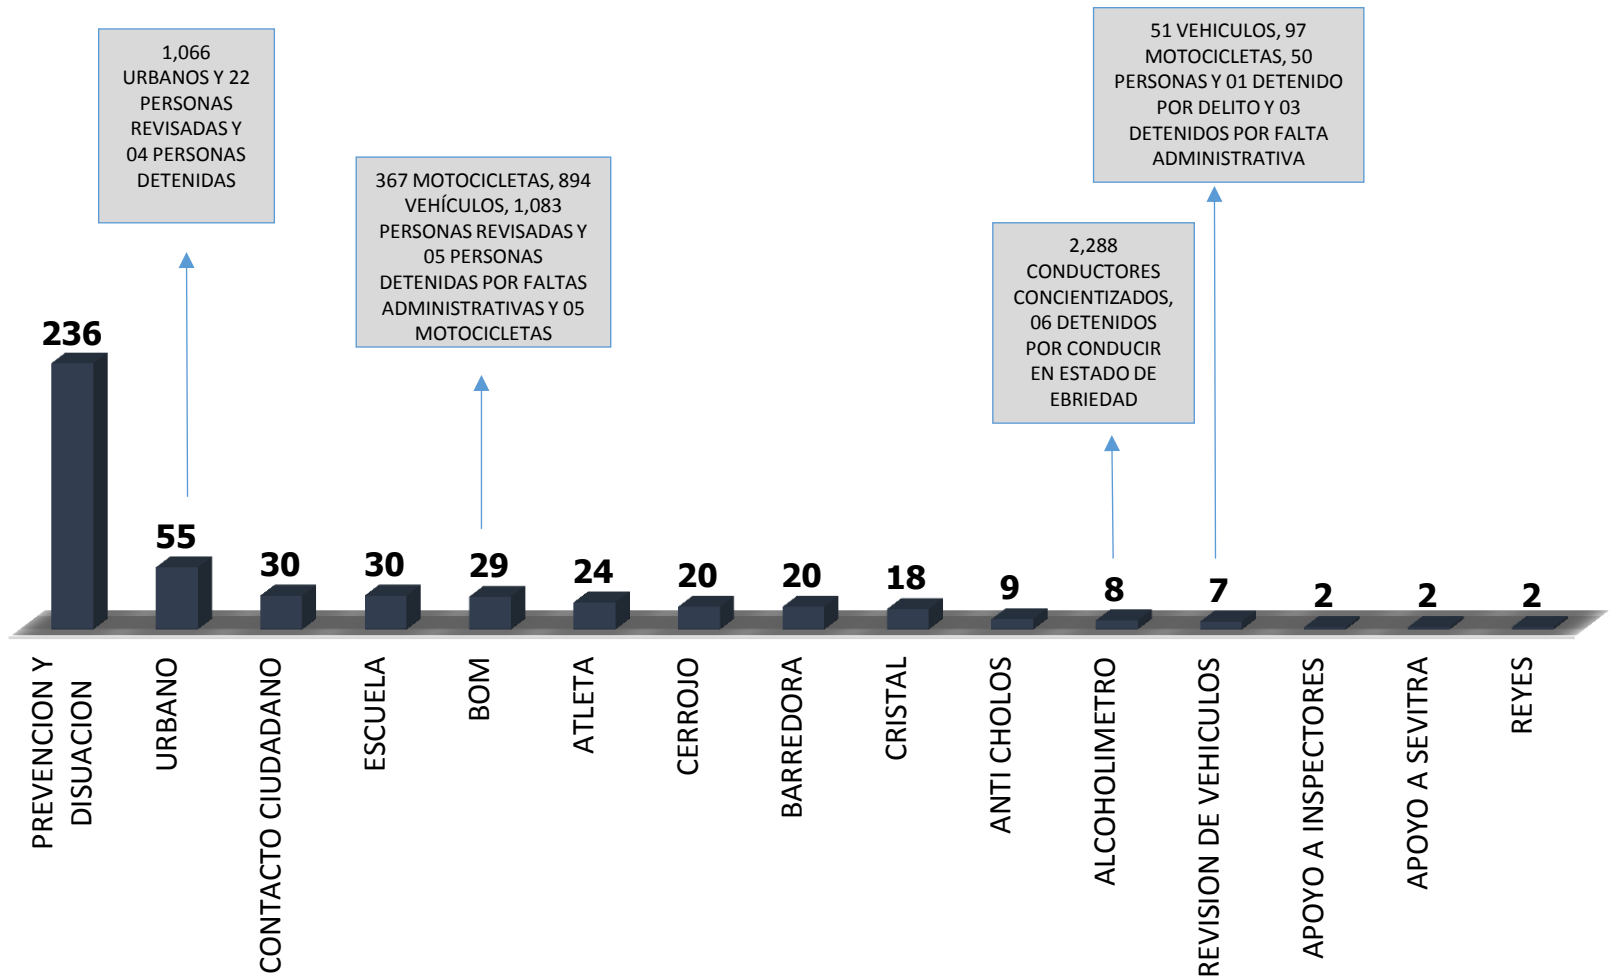 1,066
URBANOS Y 22
PERSONAS
REVISADAS Y
04 PERSONAS
DETENIDAS
367 MOTOCICLETAS, 894
VEHÍCULOS, 1,083
PERSONAS REVISADAS Y
05 PERSONAS
DETENIDAS POR FALTAS
ADMINISTRATIVAS Y 05
MOTOCICLETAS
2,288
CONDUCTORES
CONCIENTIZADOS,
06 DETENIDOS
POR CONDUCIR
EN ESTADO DE
EBRIEDAD
51 VEHICULOS, 97
MOTOCICLETAS, 50
PERSONAS Y 01 DETENIDO
POR DELITO Y 03
DETENIDOS POR FALTA
ADMINISTRATIVA
236
55
30
30
29
24
20
20
18
9
8
7
2
2
2
PREVENCION Y
DISUACION
URBANO
CONTACTO CIUDADANO
ESCUELA
BOM
ATLETA
CERROJO
BARREDORA
CRISTAL
ANTI CHOLOS
ALCOHOLIMETRO
REVISION DE VEHICULOS
APOYO A INSPECTORES
APOYO A SEVITRA
REYES